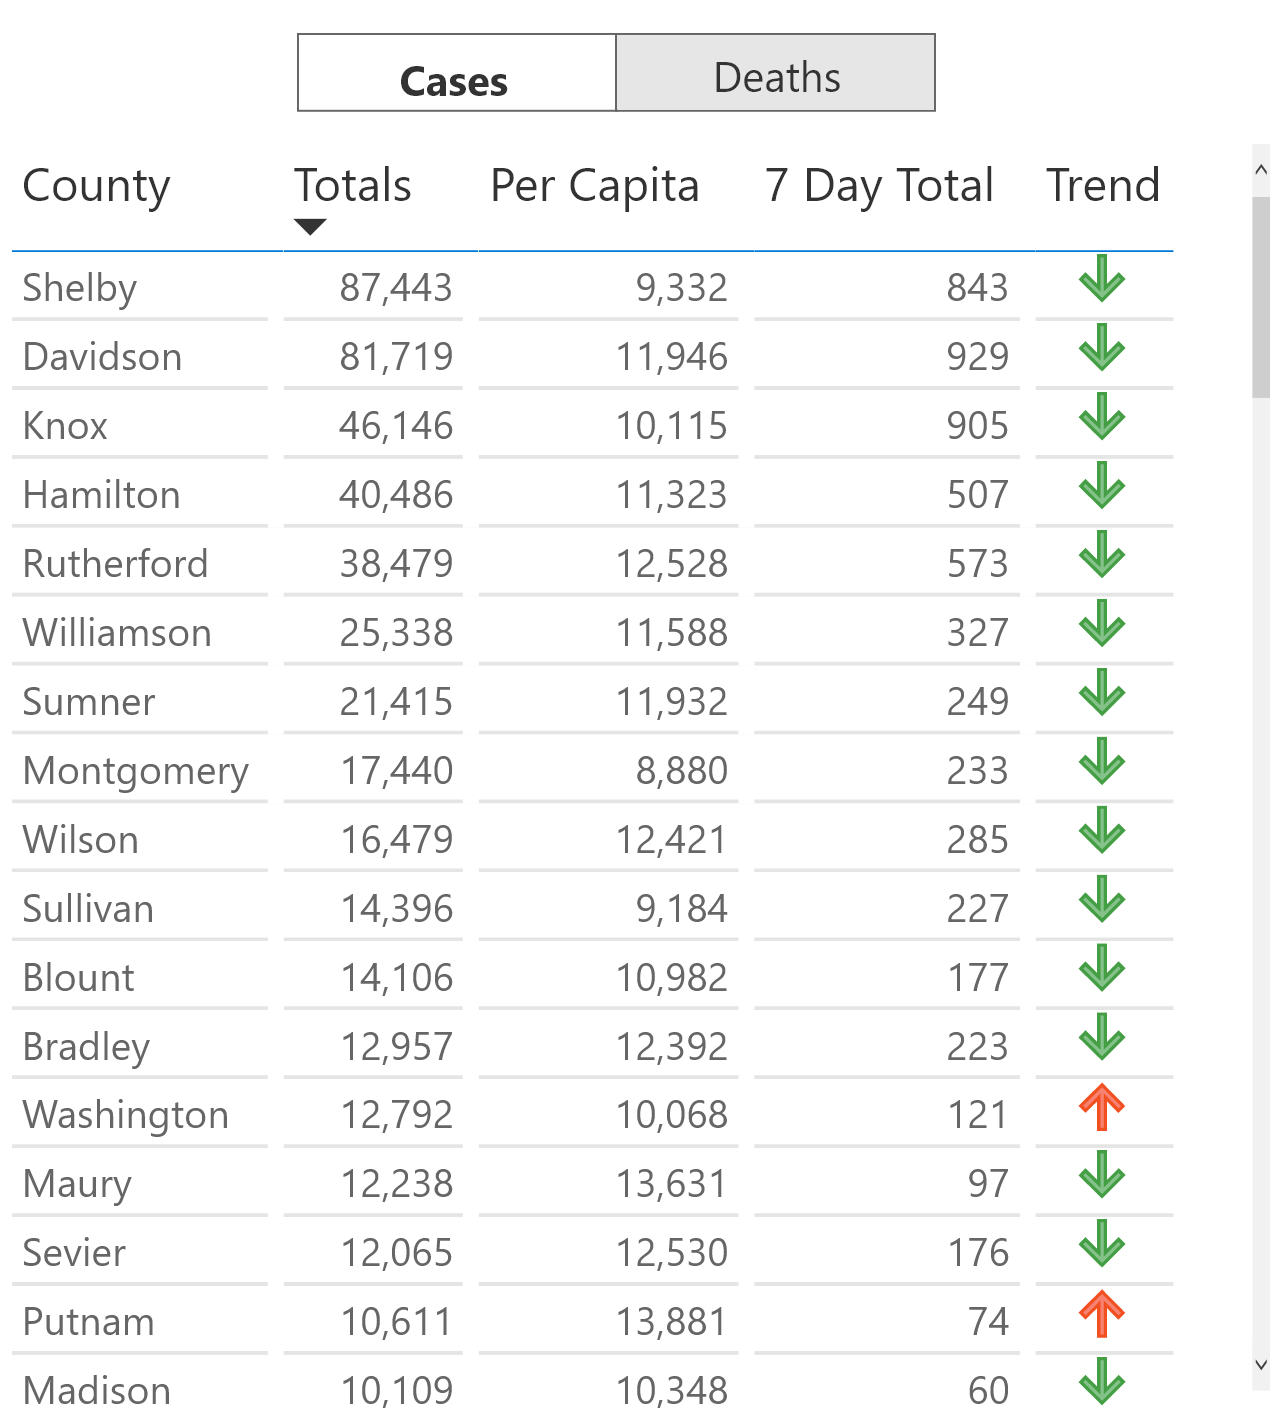 Cases Deaths
County Totals Per Capita 7 Day Total Trend
Shelby 87,443 9,332 843
Davidson 81,719 11,946 929
Knox 46,146 10,115 905
Hamilton 40,486 11,323 507
Rutherford 38,479 12,528 573
Williamson 25,338 11,588 327
Sumner 21,415 11,932 249
Montgomery 17,440 8,880 233
Wilson 16,479 12,421 285
Sullivan 14,396 9,184 227
Blount 14,106 10,982 177
Bradley 12,957 12,392 223
Washington 12,792 10,068 121
Maury 12,238 13,631 97
Sevier 12,065 12,530 176
Putnam 10,611 13,881 74
Madison 10,109 10,348 60